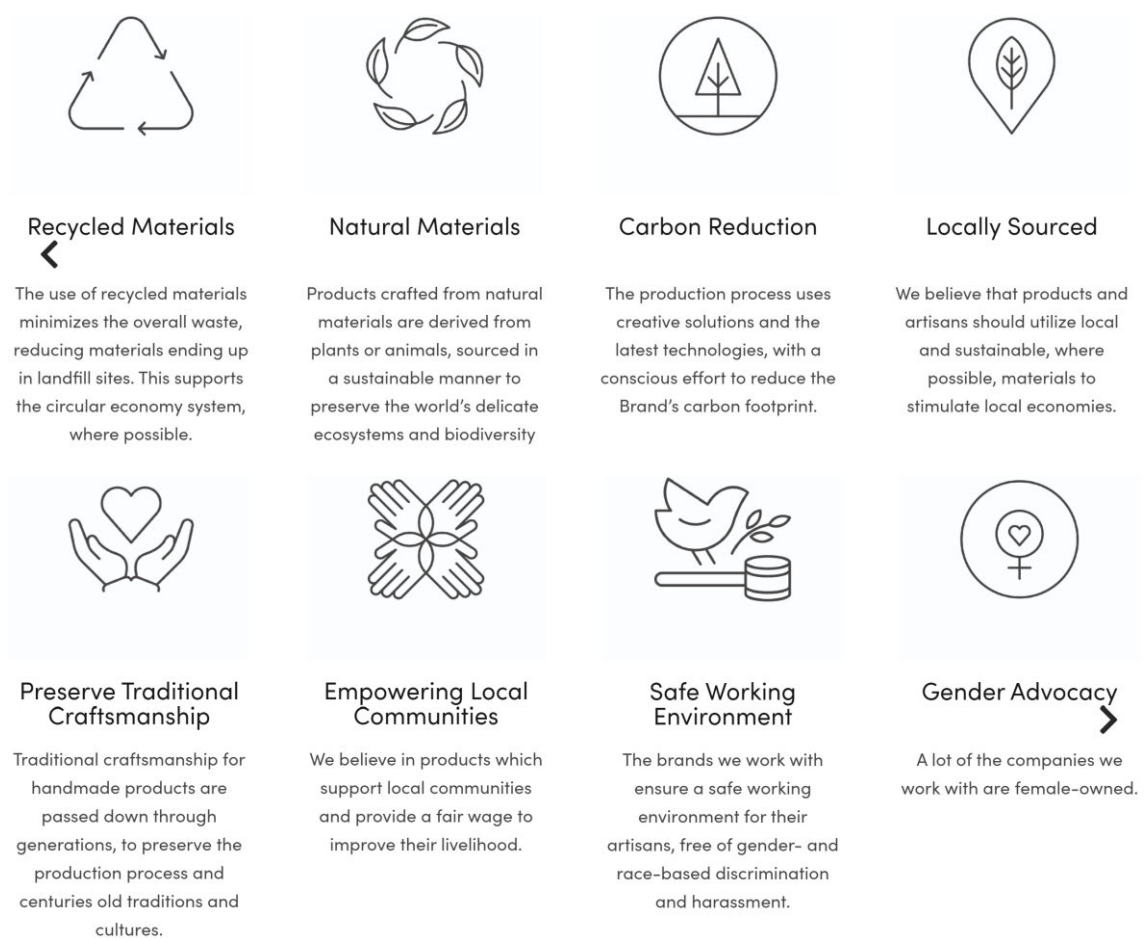 Recycled Materials
The use of recycled materials
minimizes the overall waste,
reducing materials ending up
in landfill sites. This supports
the circular economy system,
where possible.
Natural Materials
Products crafted from natural
materials are derived from
plants or animals, sourced in
a sustainable manner to
preserve the world’s delicate
ecosystems and biodiversity
Carbon Reduction
The production process uses
creative solutions and the
latest technologies, with a
conscious effort to reduce the
Brand’s carbon footprint.
Locally Sourced
We believe that products and
artisans should utilize local
and sustainable, where
possible, materials to
stimulate local economies.
Preserve Traditional
Craftsmanship
Traditional craftsmanship for
handmade products are
passed down through
generations, to preserve the
production process and
centuries old traditions and
cultures.
Empowering Local
Communities
We believe in products which
support local communities
and provide a fair wage to
improve their livelihood.
Safe Working
Environment
The brands we work with
ensure a safe working
environment for their
artisans, free of gender- and
race-based discrimination
and harassment.
Gender Advocacy
A lot of the companies we
work with are female-owned.